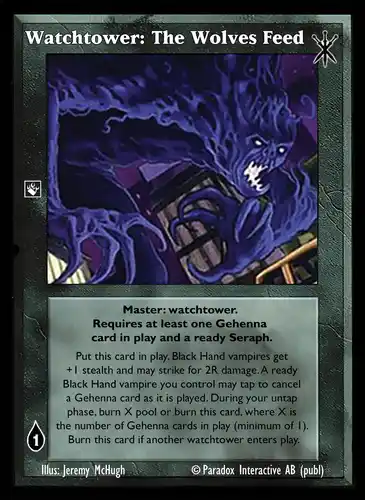 Watchtower: The Wolves Feed
Master: watchtower.
Requires at least one Gehenna
card in play and a ready Seraph.
Put this card in play. Black Hand vampires get
+1 stealth and may strike for 2R damage. A ready
Black Hand vampire you control may tap to cancel
a Gehenna card as it is played. During your untap
phase, burn X pool or burn this card, where X is
the number of Gehenna cards in play (minimum of 1).
Burn this card if another watchtower enters play.
1
Illus: Jeremy McHugh © Paradox Interactive AB (publ)